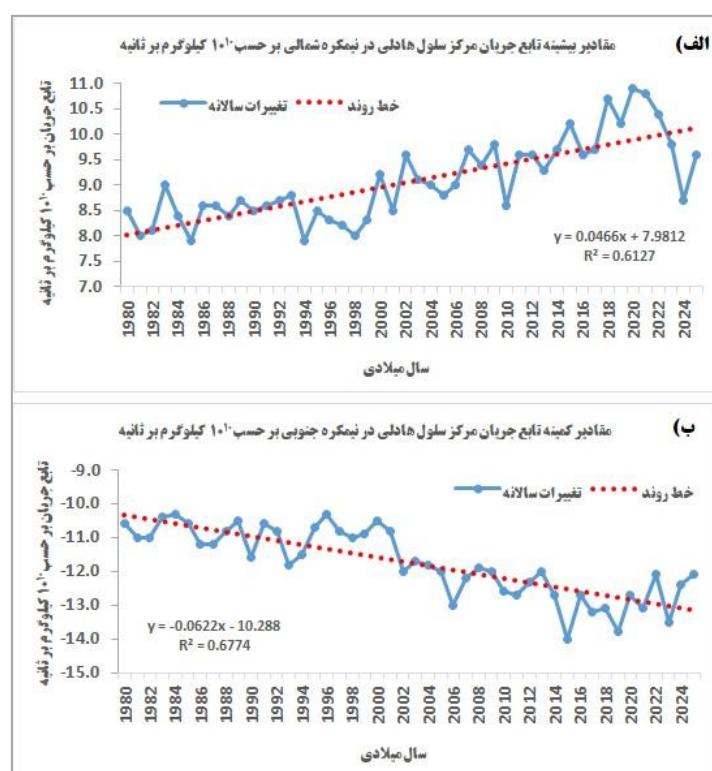 الف)
مقادیر بیشینه تابع جریان مرکز سلول هادلی در نیمکره شمالی بر حسب ۱۰^۱۰ کیلوگرم بر ثانیه
تابع جریان بر حسب ۱۰^۱۰ کیلوگرم بر ثانیه
11.0
10.5
10.0
9.5
9.0
8.5
8.0
7.5
7.0
تغییرات سالانه
خط روند
y = 0.0466x + 7.9812
R² = 0.6127
1980 1982 1984 1986 1988 1990 1992 1994 1996 1998 2000 2002 2004 2006 2008 2010 2012 2014 2016 2018 2020 2022 2024
سال میلادی
ب)
مقادیر کمینه تابع جریان مرکز سلول هادلی در نیمکره جنوبی بر حسب ۱۰^۱۰ کیلوگرم بر ثانیه
تابع جریان بر حسب ۱۰^۱۰ کیلوگرم بر ثانیه
-9.0
-10.0
-11.0
-12.0
-13.0
-14.0
-15.0
تغییرات سالانه
خط روند
y = -0.0622x - 10.288
R² = 0.6774
1980 1982 1984 1986 1988 1990 1992 1994 1996 1998 2000 2002 2004 2006 2008 2010 2012 2014 2016 2018 2020 2022 2024
سال میلادی